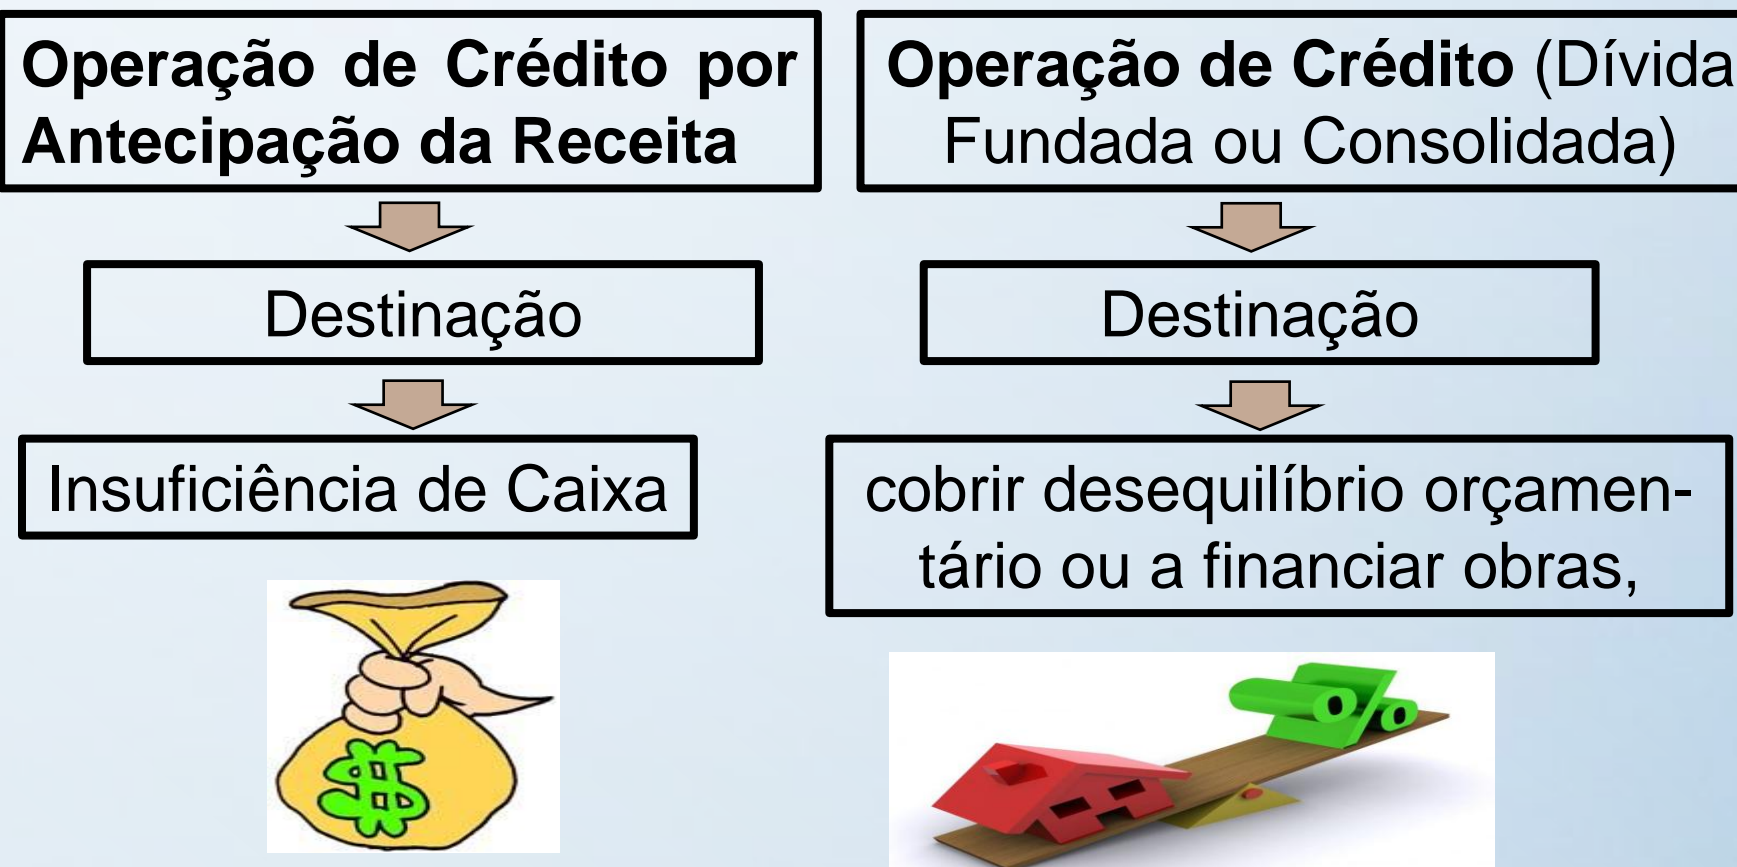 Operação de Crédito por
Antecipação da Receita
Destinação
Insuficiência de Caixa
$
Operação de Crédito (Dívida
Fundada ou Consolidada)
Destinação
cobrir desequilíbrio orçamen-
tário ou a financiar obras,
%